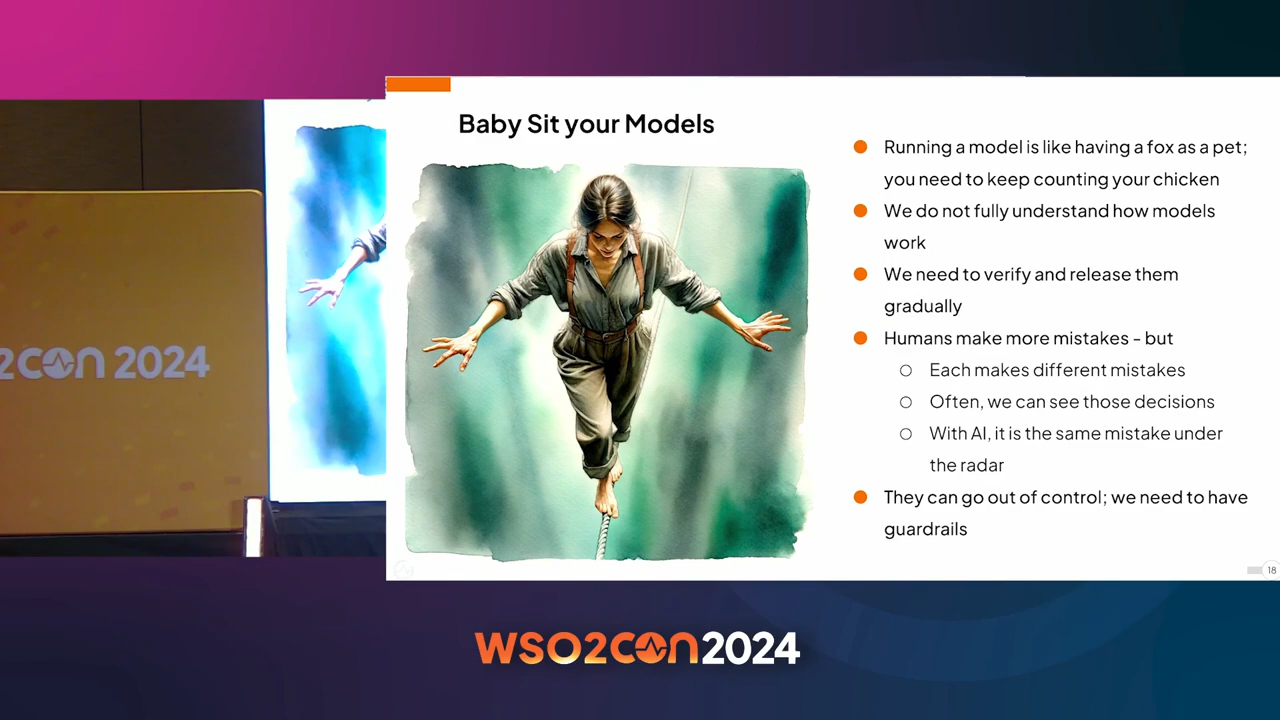 Baby Sit your Models
Running a model is like having a fox as a pet;
you need to keep counting your chicken
We do not fully understand how models
work
We need to verify and release them
gradually
Humans make more mistakes - but
Each makes different mistakes
Often, we can see those decisions
With AI, it is the same mistake under
the radar
They can go out of control; we need to have
guardrails
18
2CON 2024
WSO2CON2024